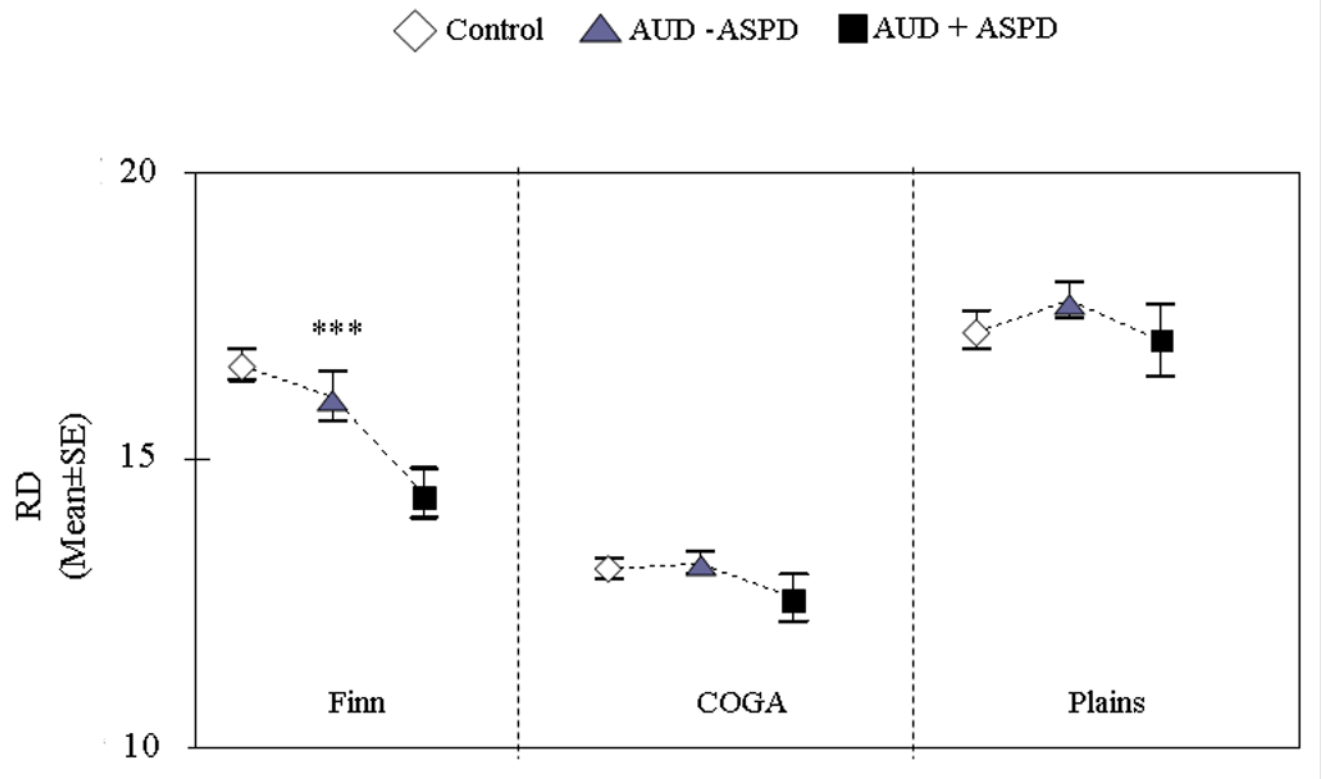 Control AUD -ASPD AUD + ASPD
20
***
15
RD
(Mean±SE)
Finn COGA Plains
10